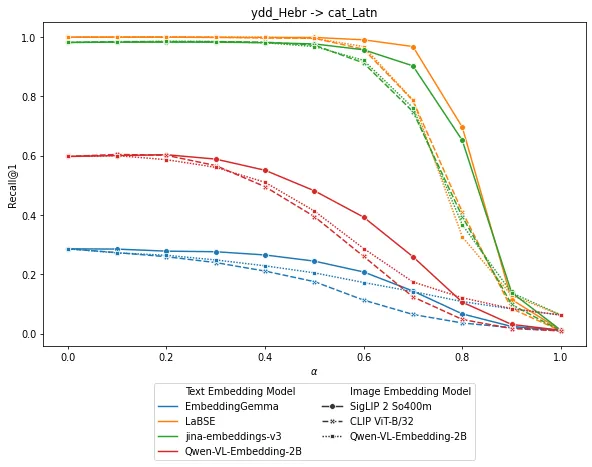 ydd_Hebr -> cat_Latn
Recall@1
1.0
0.8
0.6
0.4
0.2
0.0
0.0 0.2 0.4 0.6 0.8 1.0
α
Text Embedding Model
EmbeddingGemma
LaBSE
jina-embeddings-v3
Qwen-VL-Embedding-2B
Image Embedding Model
SigLIP 2 So400m
CLIP ViT-B/32
Qwen-VL-Embedding-2B